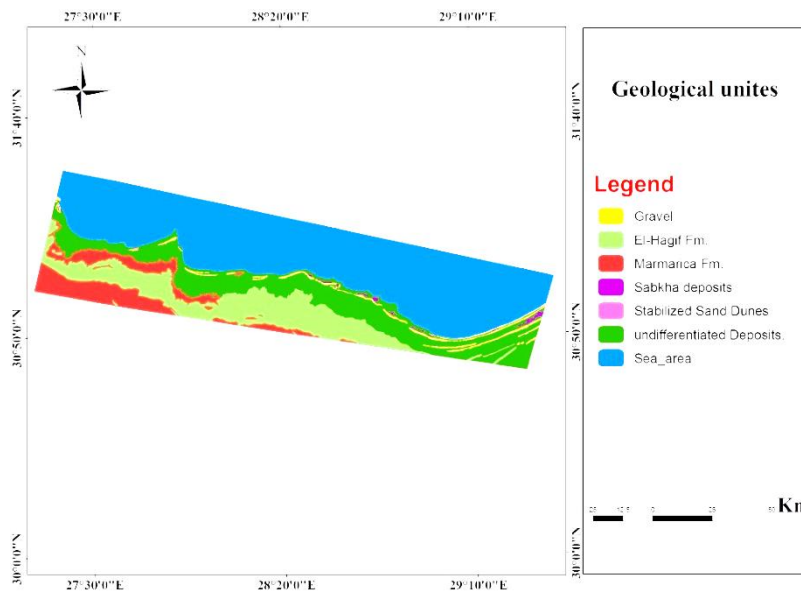 27°30'0"E 28°20'0"E 29°10'0"E
N
31°40'0"N
31°40'0"N
Geological unites
Legend
Gravel
El-Hagif Fm.
Marmarica Fm.
Sabkha deposits
Stabilized Sand Dunes
undifferentiated Deposits.
Sea_area
30°50'0"N
30°50'0"N
0
Km
30°0'0"N
30°0'0"N
27°30'0"E 28°20'0"E 29°10'0"E